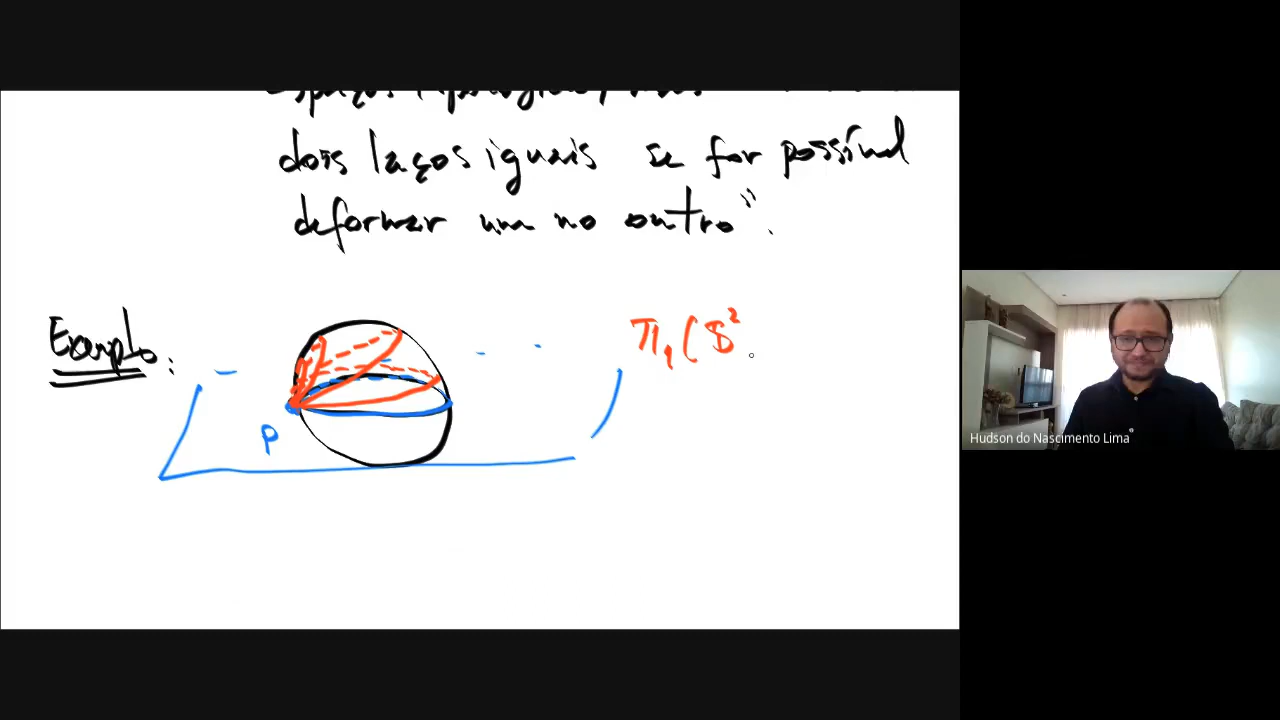 dois laços iguais se for possível
deformar um no outro".
Exemplo:
π₁(S²
p
Hudson do Nascimento Lima